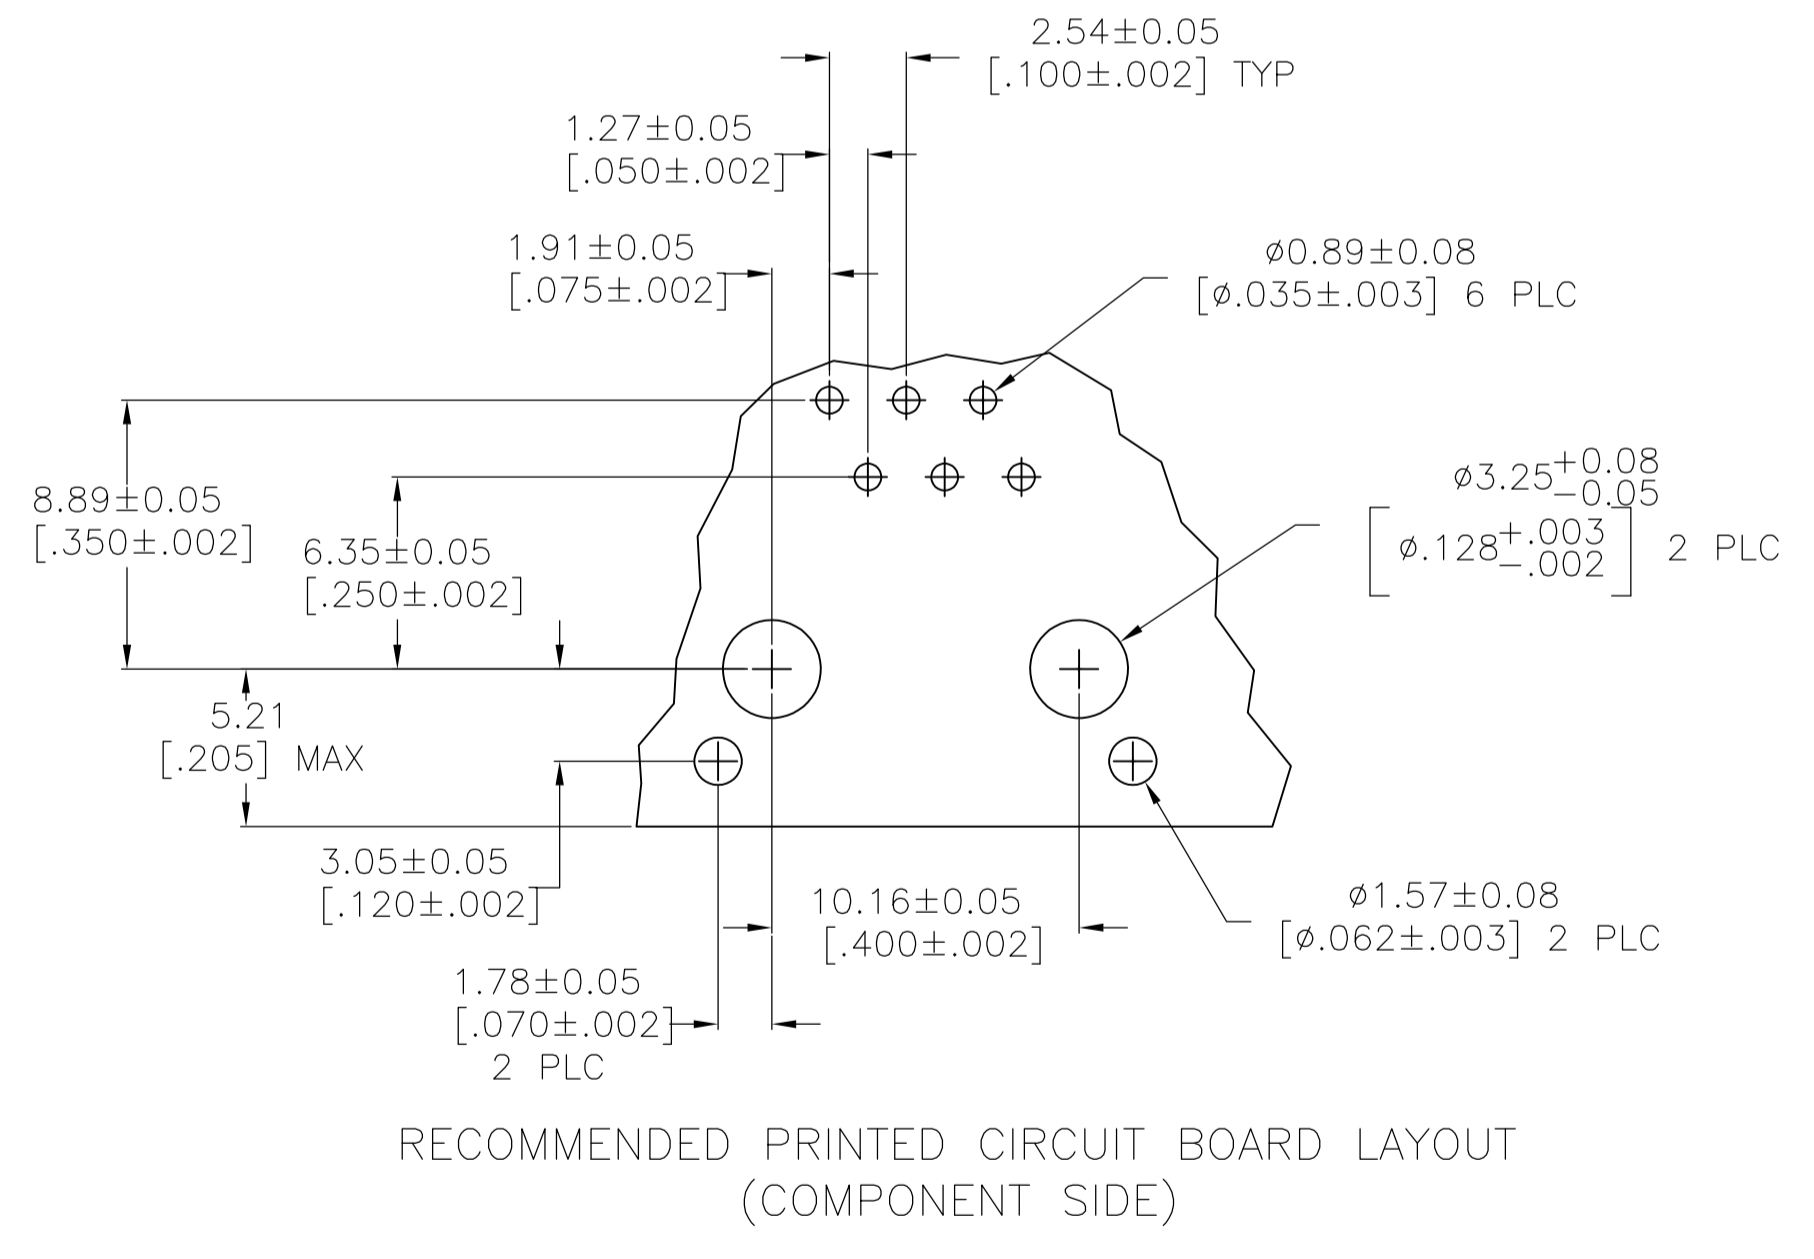 2.54±0.05
[.100±.002] TYP
1.27±0.05
[.050±.002]
1.91±0.05
[.075±.002]
ø0.89±0.08
[ø.035±.003] 6 PLC
8.89±0.05
[.350±.002]
6.35±0.05
[.250±.002]
ø3.25+0.08
-0.05
[ø.128+.003
-.002] 2 PLC
5.21
[.205] MAX
3.05±0.05
[.120±.002]
10.16±0.05
[.400±.002]
ø1.57±0.08
[ø.062±.003] 2 PLC
1.78±0.05
[.070±.002]
2 PLC
RECOMMENDED PRINTED CIRCUIT BOARD LAYOUT
(COMPONENT SIDE)